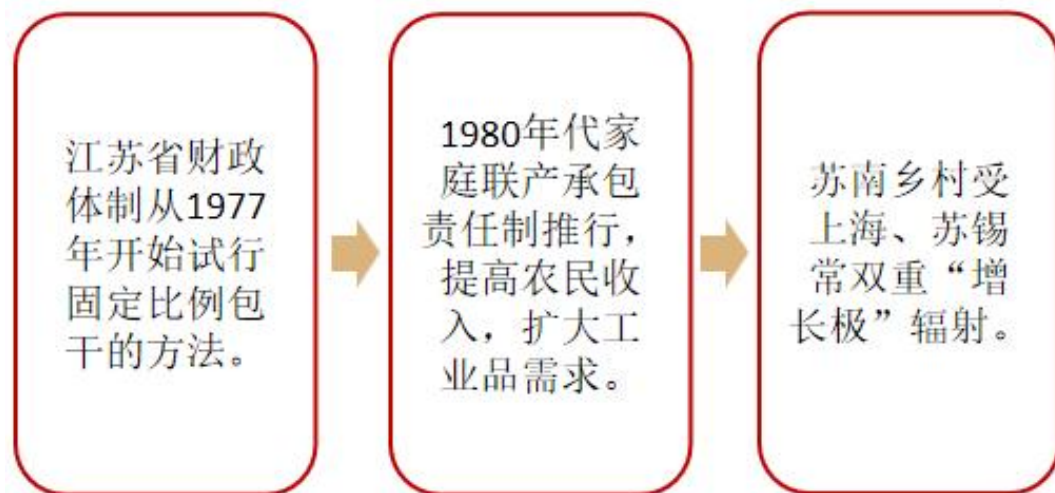 江苏省财政
体制从1977
年开始试行
固定比例包
干的方法。
1980年代家
庭联产承包
责任制推行，
提高农民收
入，扩大工
业品需求。
苏南乡村受
上海、苏锡
常双重“增
长极”辐射。